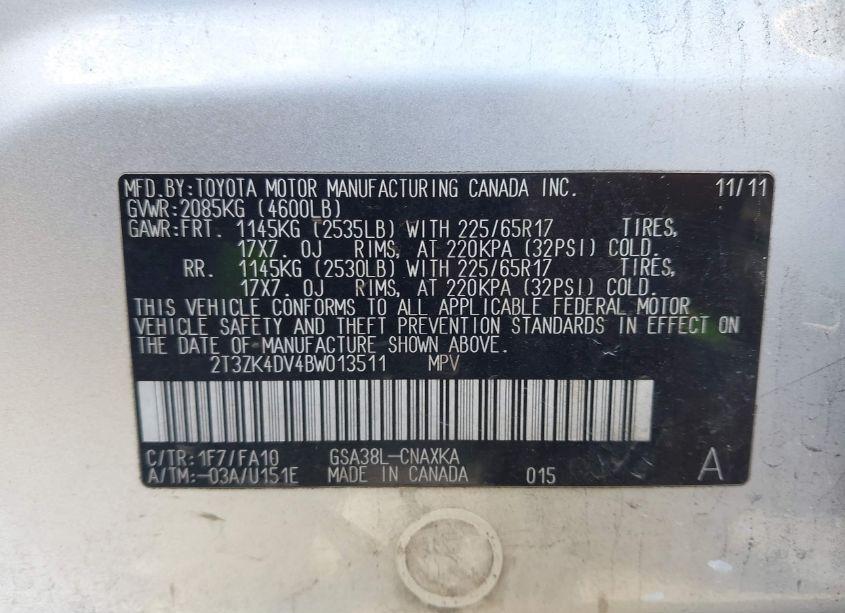 MFD.BY:TOYOTA MOTOR MANUFACTURING CANADA INC. 11/11
GVWR:2085KG (4600LB)
GAWR:FRT. 1145KG (2535LB) WITH 225/65R17 TIRES,
17X7.0J RIMS, AT 220KPA (32PSI) COLD.
RR. 1145KG (2530LB) WITH 225/65R17 TIRES,
17X7.0J RIMS, AT 220KPA (32PSI) COLD.
THIS VEHICLE CONFORMS TO ALL APPLICABLE FEDERAL MOTOR
VEHICLE SAFETY AND THEFT PREVENTION STANDARDS IN EFFECT ON
THE DATE OF MANUFACTURE SHOWN ABOVE.
2T3ZK4DV4BW013511 MPV
C/TR:1F7/FA10 GSA38L-CNAXKA
A/TM:-03A/U151E MADE IN CANADA 015 A